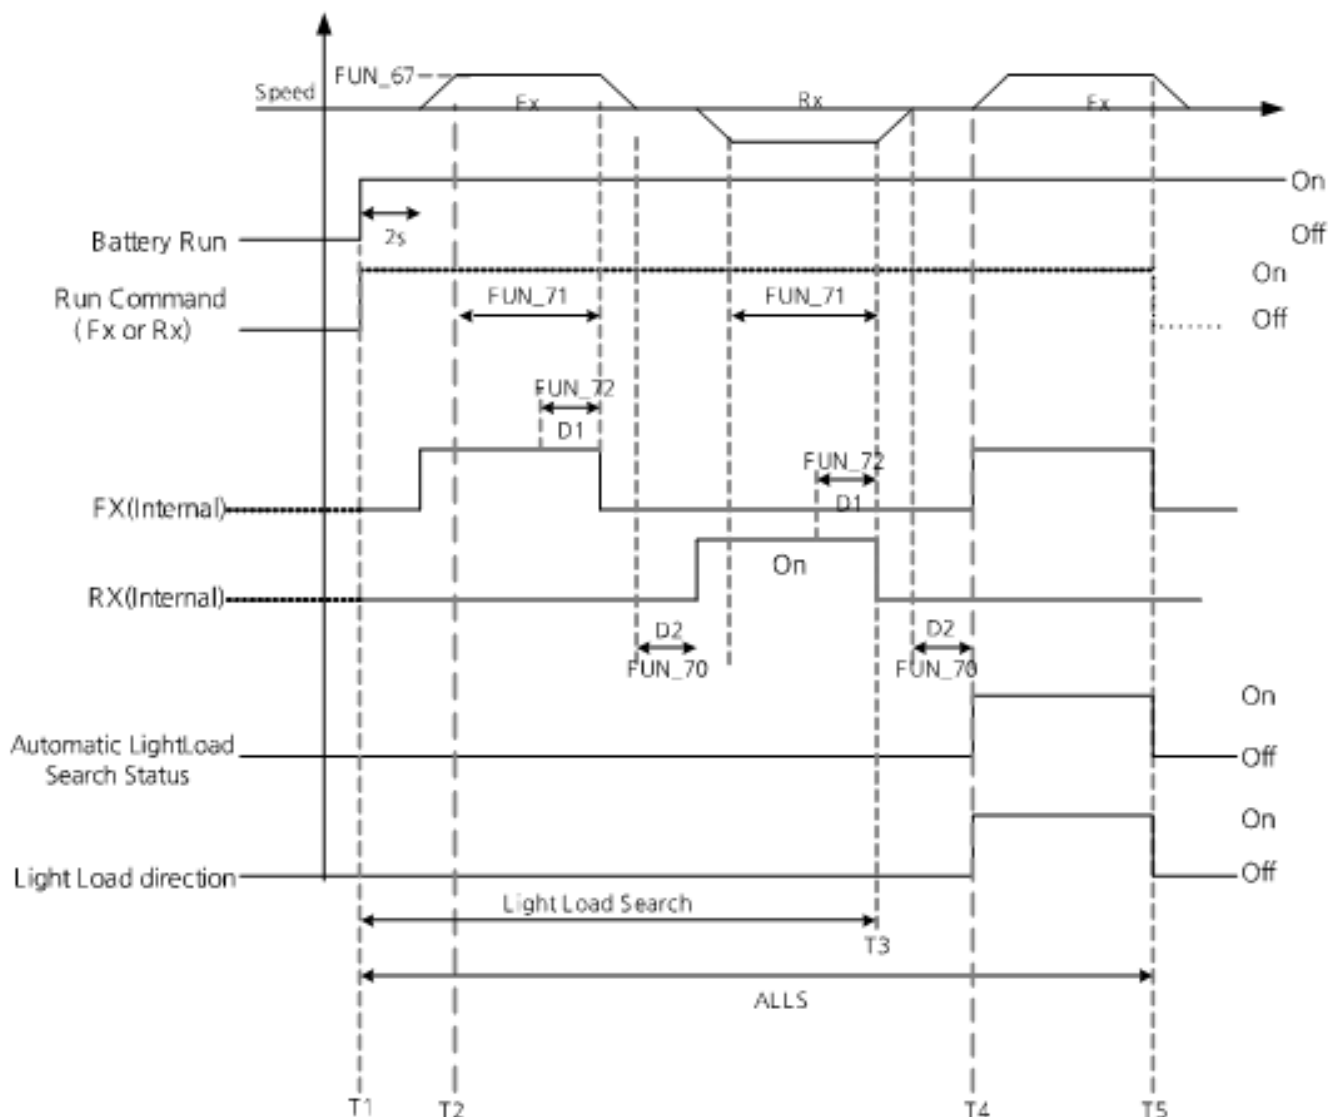 FUN_67
Speed
Fx
Rx
Fx
On
2s
Off
Battery Run
On
Run Command
( Fx or Rx)
FUN_71
FUN_71
Off
FUN_72
D1
FUN_72
D1
FX(Internal)
On
RX(Internal)
D2
FUN_70
D2
FUN_70
On
Automatic LightLoad
Search Status
Off
On
Light Load direction
Off
Light Load Search
T3
ALLS
T1
T2
T4
T5